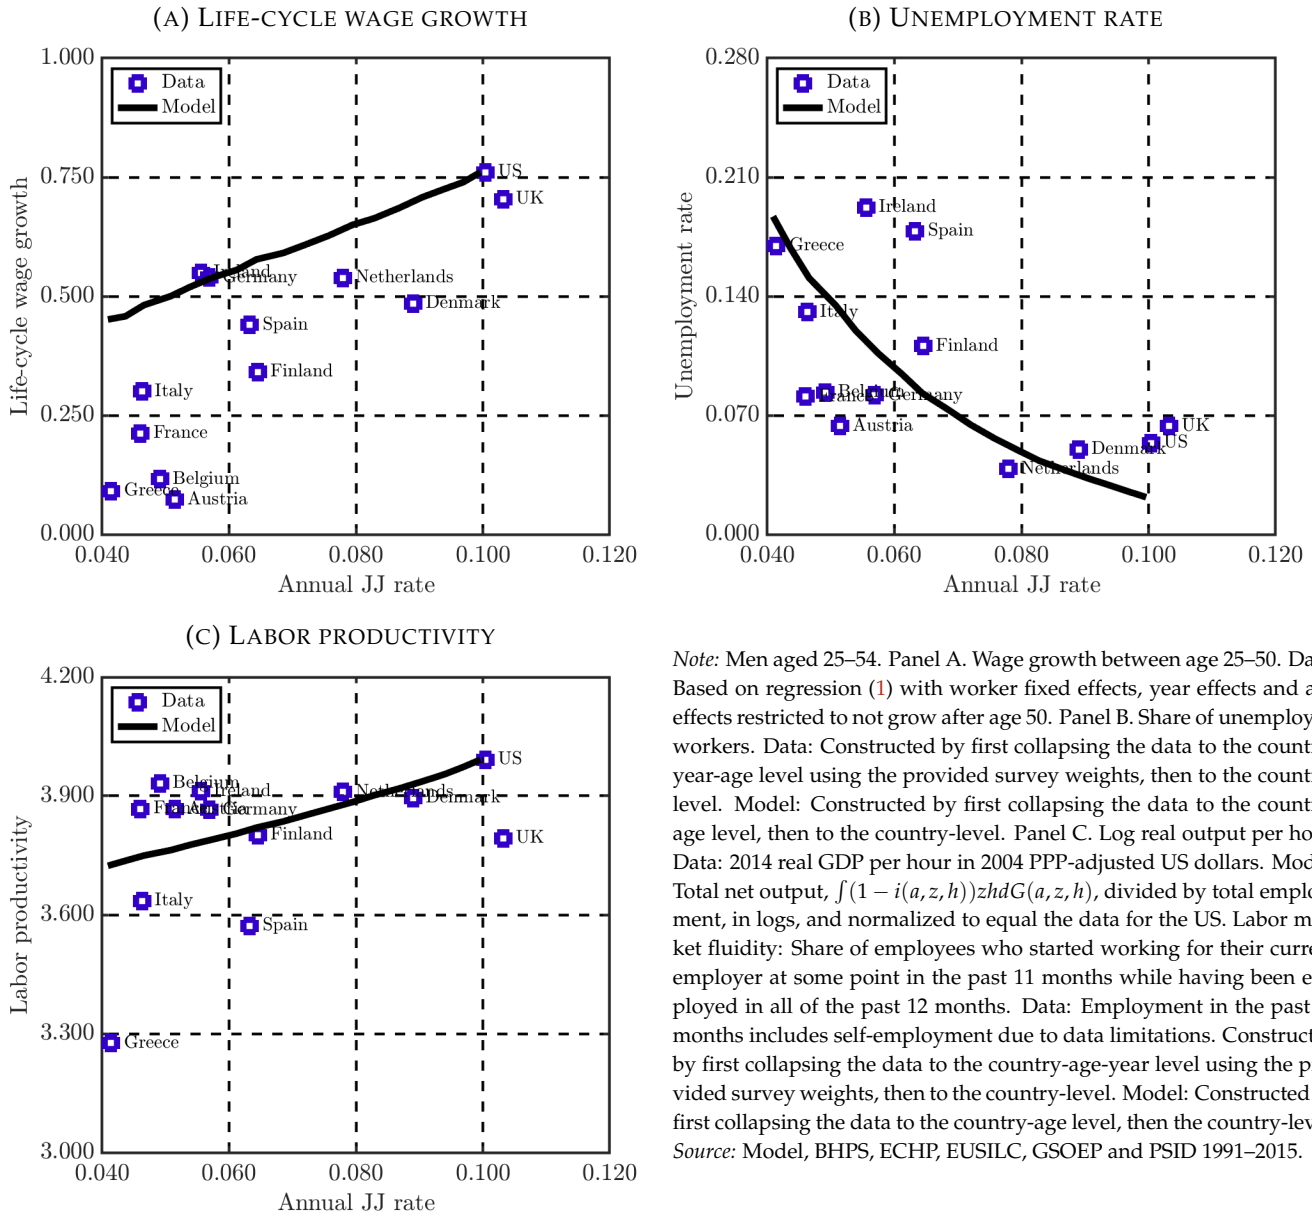 (A) LIFE-CYCLE WAGE GROWTH
1.000
0.750
0.500
0.250
0.000
Life-cycle wage growth
Data
Model
US
UK
Ireland
Germany
Netherlands
Denmark
Spain
Finland
Italy
France
Belgium
Greece
Austria
0.040 0.060 0.080 0.100 0.120
Annual JJ rate
(B) UNEMPLOYMENT RATE
0.280
0.210
0.140
0.070
0.000
Unemployment rate
Data
Model
Ireland
Spain
Greece
Italy
Finland
Belgium
France
Germany
Austria
UK
US
Denmark
Netherlands
0.040 0.060 0.080 0.100 0.120
Annual JJ rate
(C) LABOR PRODUCTIVITY
4.200
3.900
3.600
3.300
3.000
Labor productivity
Data
Model
US
Belgium
Ireland
Netherlands
Denmark
France
Austria
Germany
Finland
UK
Italy
Spain
Greece
0.040 0.060 0.080 0.100 0.120
Annual JJ rate
Note: Men aged 25–54. Panel A. Wage growth between age 25–50. Da
Based on regression (1) with worker fixed effects, year effects and a
effects restricted to not grow after age 50. Panel B. Share of unemploy
workers. Data: Constructed by first collapsing the data to the countr
year-age level using the provided survey weights, then to the countr
level. Model: Constructed by first collapsing the data to the countr
age level, then to the country-level. Panel C. Log real output per ho
Data: 2014 real GDP per hour in 2004 PPP-adjusted US dollars. Mod
Total net output, ∫(1 − i(a, z, h))zhdG(a, z, h), divided by total emplo
ment, in logs, and normalized to equal the data for the US. Labor m
ket fluidity: Share of employees who started working for their curre
employer at some point in the past 11 months while having been e
ployed in all of the past 12 months. Data: Employment in the past
months includes self-employment due to data limitations. Construct
by first collapsing the data to the country-age-year level using the p
vided survey weights, then to the country-level. Model: Constructed
first collapsing the data to the country-age level, then the country-lev
Source: Model, BHPS, ECHP, EUSILC, GSOEP and PSID 1991–2015.